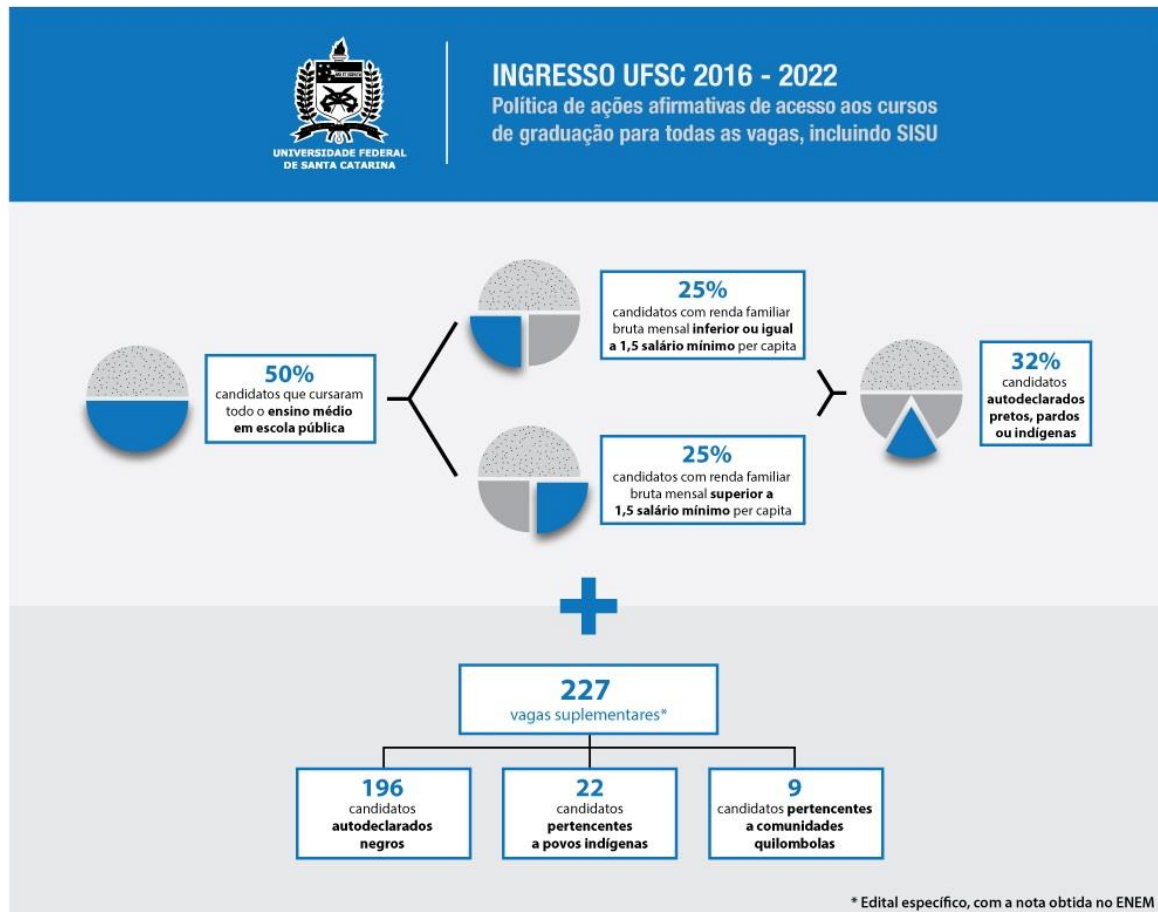 UNIVERSIDADE FEDERAL
DE SANTA CATARINA
INGRESSO UFSC 2016 - 2022
Política de ações afirmativas de acesso aos cursos
de graduação para todas as vagas, incluindo SISU
50%
candidatos que cursaram
todo o ensino médio
em escola pública
25%
candidatos com renda familiar
bruta mensal inferior ou igual
a 1,5 salário mínimo per capita
25%
candidatos com renda familiar
bruta mensal superior a
1,5 salário mínimo per capita
32%
candidatos
autodeclarados
pretos, pardos
ou indígenas
+
227
vagas suplementares*
196
candidatos
autodeclarados
negros
22
candidatos
pertencentes
a povos indígenas
9
candidatos pertencentes
a comunidades
quilombolas
* Edital específico, com a nota obtida no ENEM